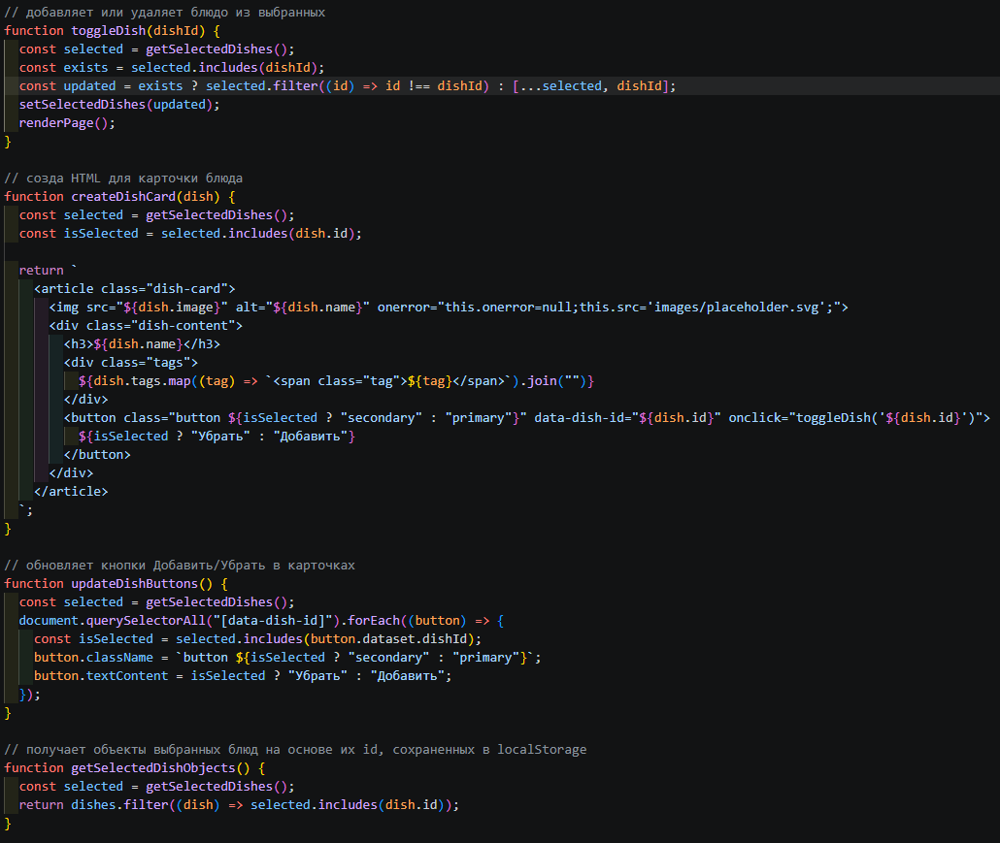 // добавляет или удаляет блюдо из выбранных
function toggleDish(dishId) {
  const selected = getSelectedDishes();
  const exists = selected.includes(dishId);
  const updated = exists ? selected.filter((id) => id !== dishId) : [...selected, dishId];
  setSelectedDishes(updated);
  renderPage();
}

// созда HTML для карточки блюда
function createDishCard(dish) {
  const selected = getSelectedDishes();
  const isSelected = selected.includes(dish.id);

  return `
    <article class="dish-card">
      <img src="${dish.image}" alt="${dish.name}" onerror="this.onerror=null;this.src='images/placeholder.svg';">
      <div class="dish-content">
        <h3>${dish.name}</h3>
        <div class="tags">
          ${dish.tags.map((tag) => `<span class="tag">${tag}</span>`).join("")}
        </div>
        <button class="button ${isSelected ? "secondary" : "primary"}" data-dish-id="${dish.id}" onclick="toggleDish('${dish.id}')">
          ${isSelected ? "Убрать" : "Добавить"}
        </button>
      </div>
    </article>
  `;
}

// обновляет кнопки Добавить/Убрать в карточках
function updateDishButtons() {
  const selected = getSelectedDishes();
  document.querySelectorAll("[data-dish-id]").forEach((button) => {
    const isSelected = selected.includes(button.dataset.dishId);
    button.className = `button ${isSelected ? "secondary" : "primary"}`;
    button.textContent = isSelected ? "Убрать" : "Добавить";
  });
}

// получает объекты выбранных блюд на основе их id, сохраненных в localStorage
function getSelectedDishObjects() {
  const selected = getSelectedDishes();
  return dishes.filter((dish) => selected.includes(dish.id));
}